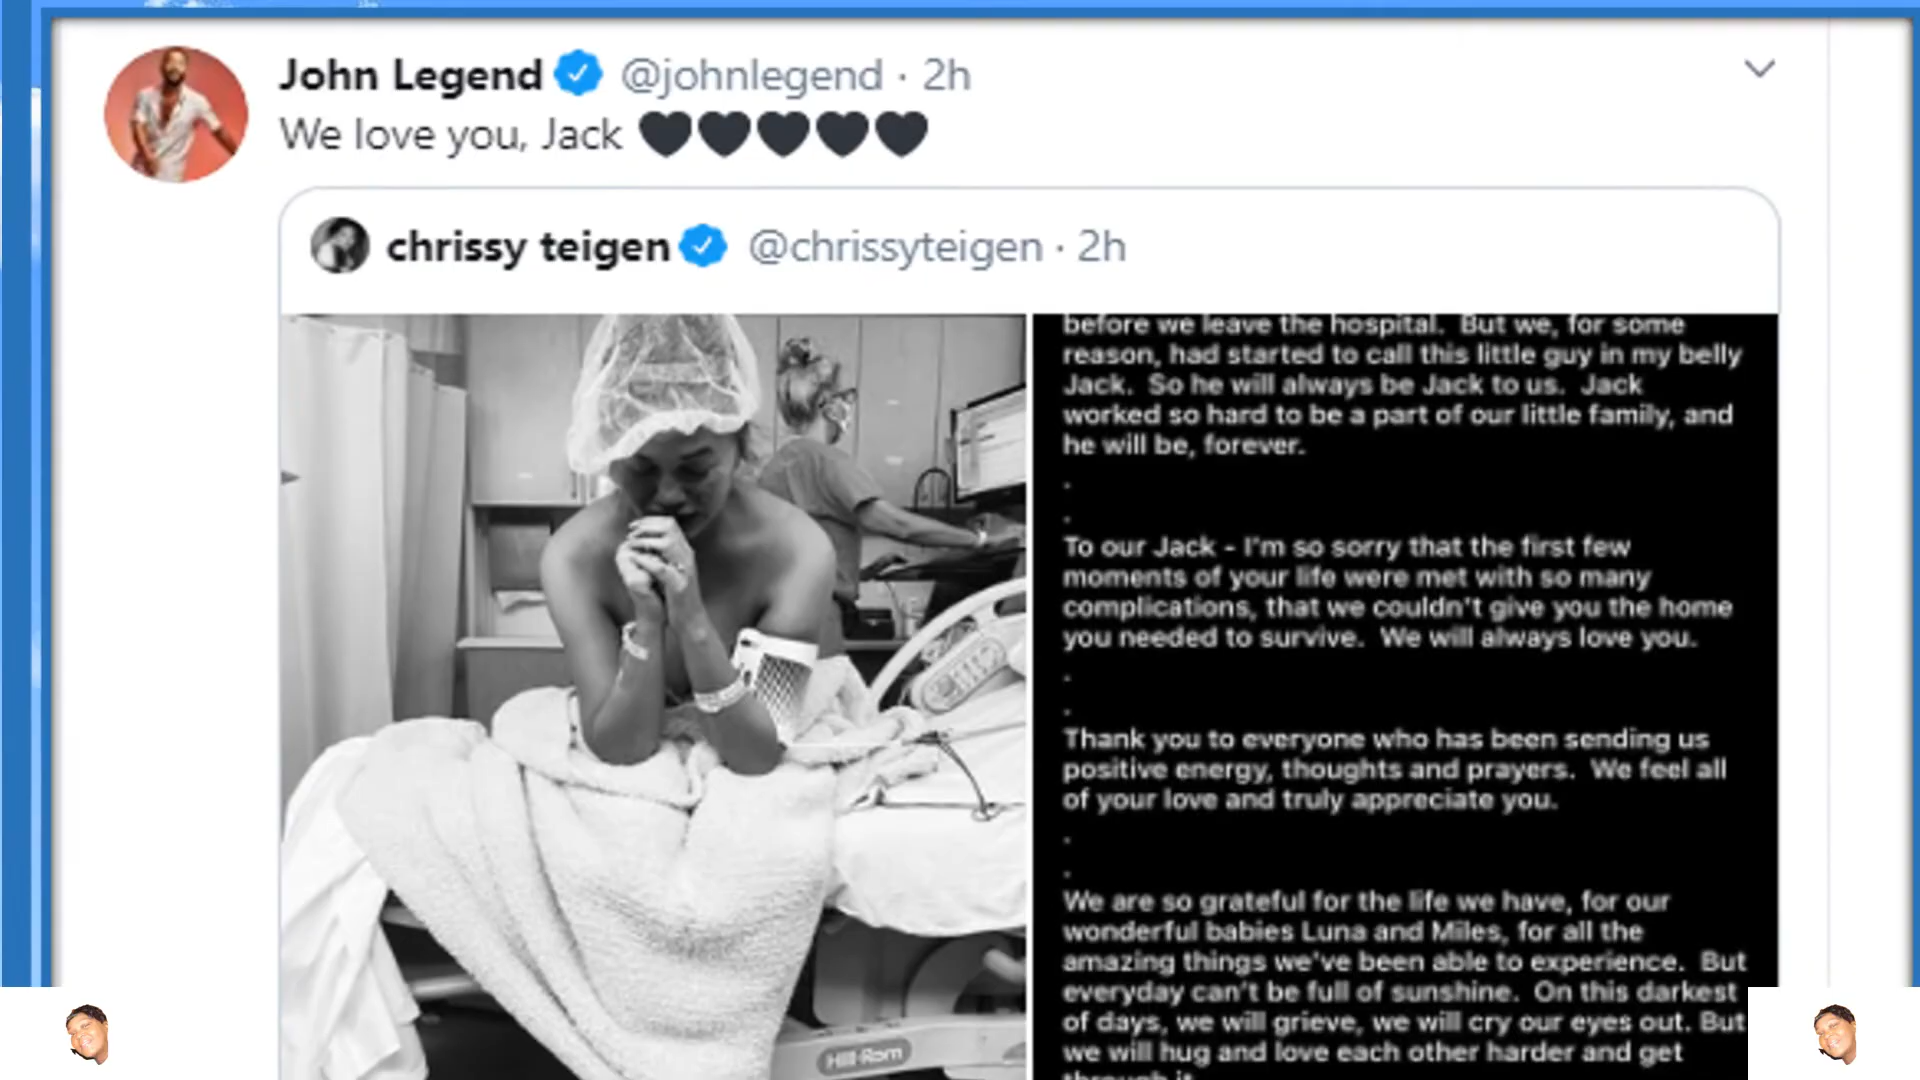 John Legend @johnlegend · 2h
We love you, Jack 🖤🖤🖤🖤🖤
chrissy teigen @chrissyteigen · 2h
before we leave the hospital. But we, for some
reason, had started to call this little guy in my belly
Jack. So he will always be Jack to us. Jack
worked so hard to be a part of our little family, and
he will be, forever.
.
.
To our Jack - I'm so sorry that the first few
moments of your life were met with so many
complications, that we couldn't give you the home
you needed to survive. We will always love you.
.
.
Thank you to everyone who has been sending us
positive energy, thoughts and prayers. We feel all
of your love and truly appreciate you.
.
.
We are so grateful for the life we have, for our
wonderful babies Luna and Miles, for all the
amazing things we've been able to experience. But
everyday can't be full of sunshine. On this darkest
of days, we will grieve, we will cry our eyes out. But
we will hug and love each other harder and get
through it.
Hill-Rom